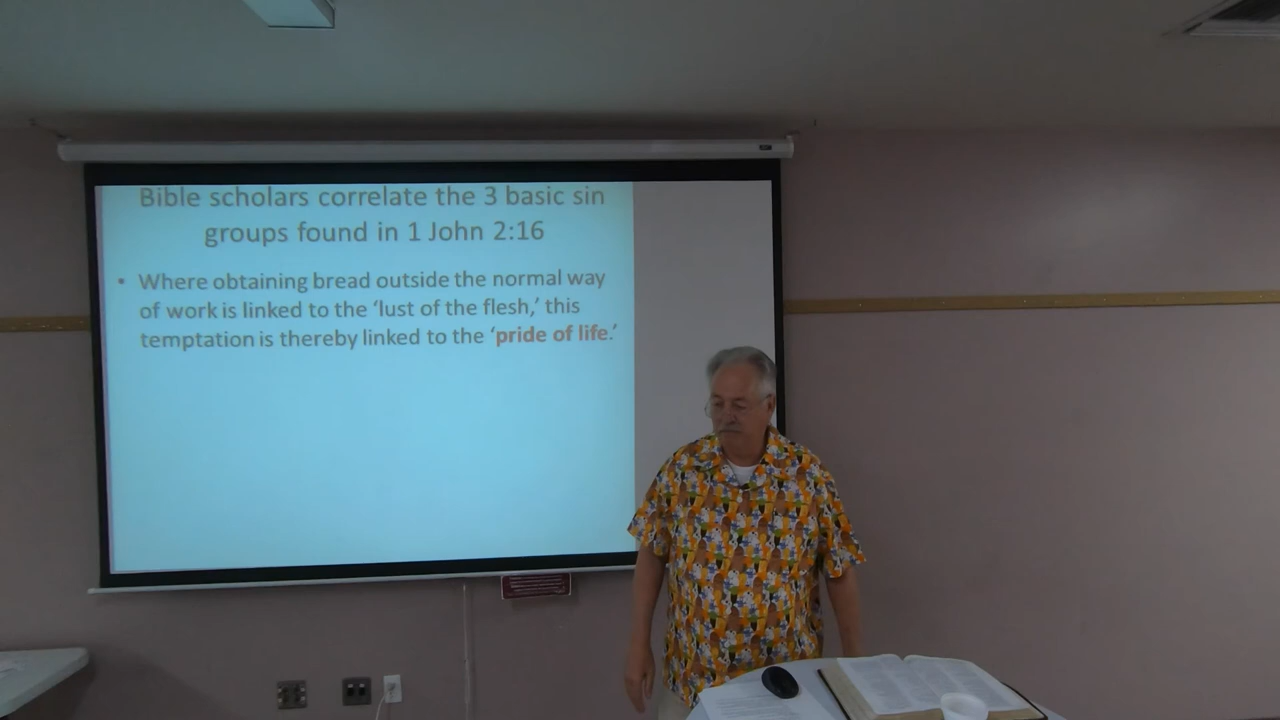 Bible scholars correlate the 3 basic sin
groups found in 1 John 2:16
• Where obtaining bread outside the normal way
of work is linked to the ‘lust of the flesh,’ this
temptation is thereby linked to the ‘pride of life.’